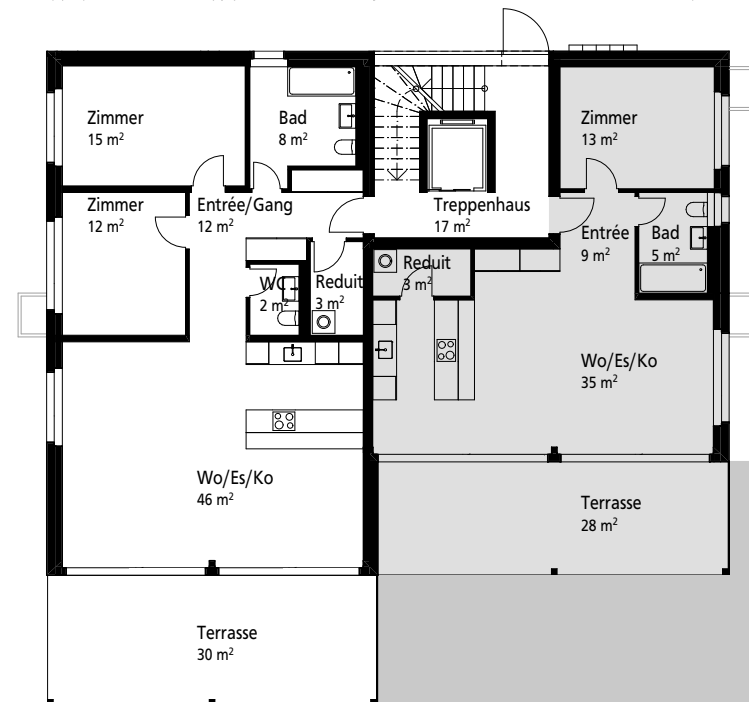 Zimmer
15 m²
Bad
8 m²
Zimmer
13 m²
Zimmer
12 m²
Entrée/Gang
12 m²
Treppenhaus
17 m²
Entrée
9 m²
Bad
5 m²
WC
2 m²
Reduit
3 m²
Reduit
3 m²
Wo/Es/Ko
35 m²
Wo/Es/Ko
46 m²
Terrasse
28 m²
Terrasse
30 m²